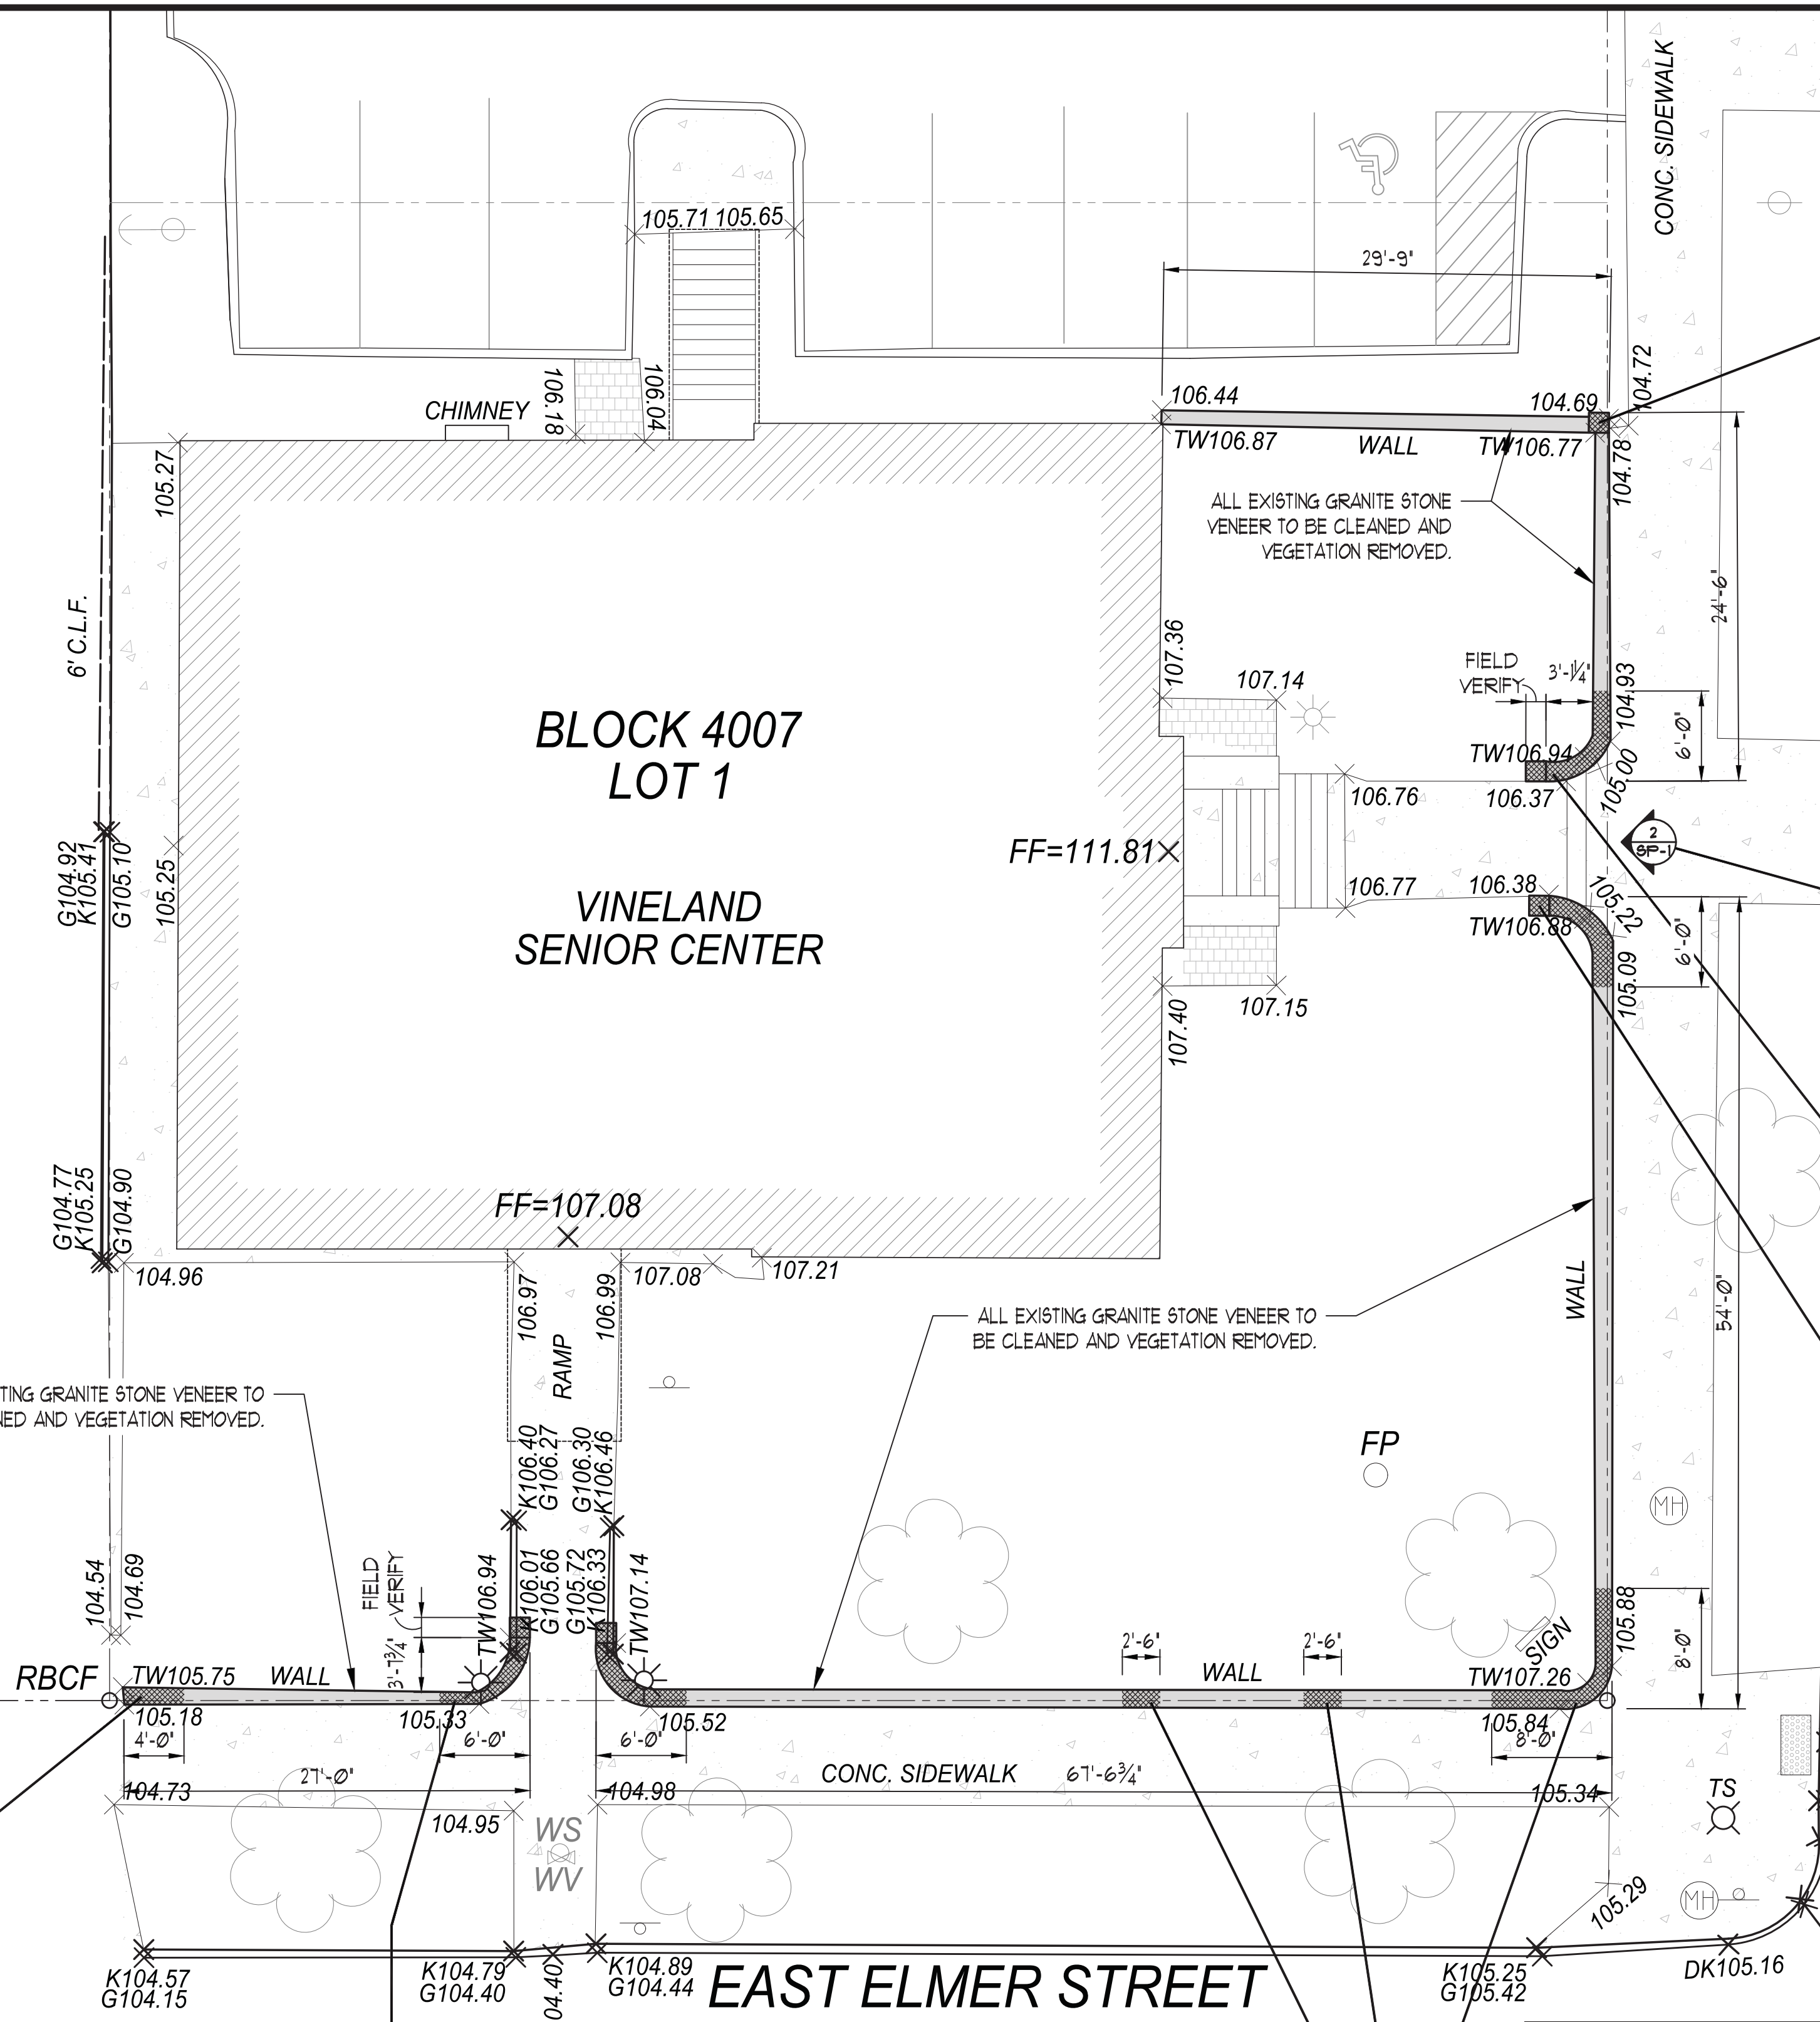 CONC. SIDEWALK
105.71 105.65
29'-9"
CHIMNEY
106.18
106.04
106.44
104.69
104.72
TW106.87
WALL
TW106.77
104.78
105.27
ALL EXISTING GRANITE STONE
VENEER TO BE CLEANED AND
VEGETATION REMOVED.
24'-6"
6' C.L.F.
107.36
107.14
FIELD
VERIFY
3'-1¼"
104.93
6'-0"
BLOCK 4007
LOT 1
TW106.94
105.00
106.76
106.37
G104.92
K105.41
G105.10
105.25
FF=111.81
2
SP-1
VINELAND
SENIOR CENTER
106.77
106.38
105.22
TW106.88
6'-0"
105.09
107.40
107.15
G104.77
K105.25
G104.90
FF=107.08
104.96
106.97
106.99
107.08
107.21
WALL
54'-0"
RAMP
ALL EXISTING GRANITE STONE VENEER TO
BE CLEANED AND VEGETATION REMOVED.
TING GRANITE STONE VENEER TO
NED AND VEGETATION REMOVED.
K106.40
G106.27
G106.30
K106.46
FP
MH
104.54
104.69
FIELD
VERIFY
3'-1¾"
TW106.94
K106.01
G105.66
G105.72
K106.33
TW107.14
105.88
SIGN
8'-0"
2'-6"
2'-6"
RBCF
TW105.75
WALL
WALL
TW107.26
105.18
105.33
105.52
105.84
4'-0"
6'-0"
6'-0"
8'-0"
27'-0"
CONC. SIDEWALK
67'-6¾"
104.73
104.98
105.34
TS
104.95
WS
WV
MH
105.29
K104.57
G104.15
K104.79
G104.40
04.40
K104.89
G104.44
EAST ELMER STREET
K105.25
G105.42
DK105.16